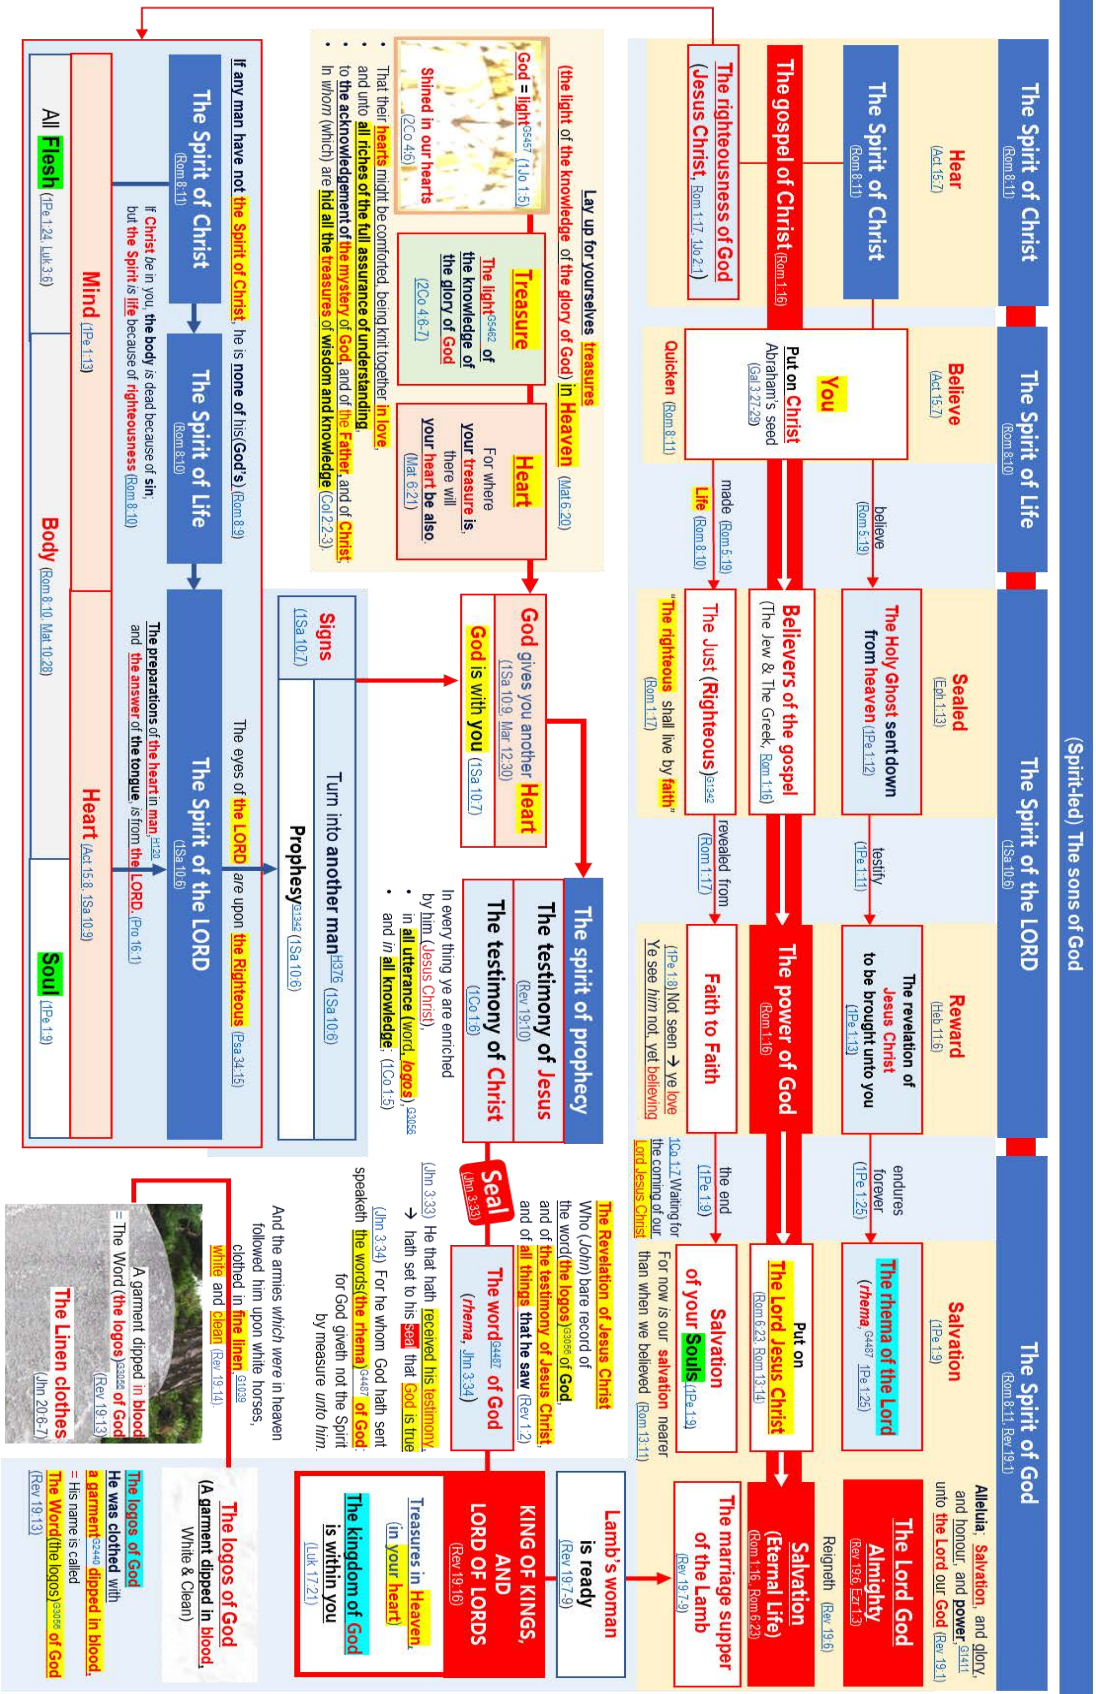 (Spirit-led) The sons of God
The Spirit of Christ
(Rom 8:11)
The Spirit of Life
(Rom 8:10)
The Spirit of the LORD
(1Sa 10:6)
The Spirit of God
(Rom 8:11, Rev 19:1)
Hear
(Act 15:7)
Believe
(Act 15:7)
Sealed
(Eph 1:13)
Reward
(Heb 11:6)
Salvation
(1Pe 1:9)
Alleluia; Salvation, and glory,
and honour, and power,G1411
unto the Lord our God (Rev 19:1)
The Spirit of Christ
(Rom 8:11)
believe
(Rom 5:19)
The Holy Ghost sent down
from heaven (1Pe 1:12)
testify
(1Pe 1:11)
The revelation of
Jesus Christ
to be brought unto you
(1Pe 1:13)
endures
forever
(1Pe 1:25)
The rhema of the Lord
(rhema, G4487 1Pe 1:25)
The Lord God
Almighty
(Rev 19:6, Ezr 1:3)
Reigneth (Rev 19:6)
You
Put on Christ
Abraham's seed
(Gal 3:27-29)
Quicken (Rom 8:11)
The gospel of Christ (Rom 1:16)
Believers of the gospel
(The Jew & The Greek, Rom 1:16)
The power of God
(Rom 1:16)
Put on
The Lord Jesus Christ
(Rom 6:23, Rom 13:14)
Salvation
(Eternal Life)
(Rom 1:16, Rom 6:23)
The righteousness of God
(Jesus Christ, Rom 1:17, 1Jo 2:1)
made (Rom 5:19)
Life (Rom 8:10)
The Just (Righteous)G1342
"The righteous shall live by faith"
(Rom 1:17)
revealed from
(Rom 1:17)
Faith to Faith
(1Pe 1:8) Not seen → ye love
Ye see him not, yet believing
the end
(1Pe 1:9)
1Co 1:7 Waiting for
the coming of our
Lord Jesus Christ
Salvation
of your Souls (1Pe 1:9)
For now is our salvation nearer
than when we believed (Rom 13:11)
The marriage supper
of the Lamb
(Rev 19:7-9)
Lay up for yourselves treasures
(the light of the knowledge of the glory of God) in Heaven (Mat 6:20)
God = lightG5457 (1Jo 1:5)
Shined in our hearts
(2Co 4:6)
Treasure
The lightG5462 of
the knowledge of
the glory of God
(2Co 4:6-7)
Heart
For where
your treasure is,
there will
your heart be also.
(Mat 6:21)
• That their hearts might be comforted, being knit together in love,
• and unto all riches of the full assurance of understanding,
to the acknowledgement of the mystery of God, and of the Father, and of Christ;
• In whom (which) are hid all the treasures of wisdom and knowledge (Col 2:2-3).
God gives you another Heart
(1Sa 10:9, Mar 12:30)
God is with you (1Sa 10:7)
The spirit of prophecy
The testimony of Jesus
(Rev 19:10)
The testimony of Christ
(1Co 1:6)
In every thing ye are enriched
by him (Jesus Christ),
• in all utterance (word, logos), G3056
• and in all knowledge; (1Co 1:5)
Seal
(Jhn 3:33)
The Revelation of Jesus Christ
Who (John) bare record of
the word(the logos)G3056 of God,
and of the testimony of Jesus Christ,
and of all things that he saw (Rev 1:2)
The wordG4487 of God
(rhema, Jhn 3:34)
(Jhn 3:33) He that hath received his testimony
→ hath set to his seal that God is true
(Jhn 3:34) For he whom God hath sent
speaketh the words(the rhema)G4487 of God:
for God giveth not the Spirit
by measure unto him.
Lamb's woman
is ready
(Rev 19:7-9)
KING OF KINGS,
AND
LORD OF LORDS
(Rev 19:16)
Treasures in Heaven,
(in your heart)
The kingdom of God
is within you
(Luk 17:21)
Signs
(1Sa 10:7)
Turn into another manH376 (1Sa 10:6)
ProphesyG1342 (1Sa 10:6)
If any man have not the Spirit of Christ, he is none of his(God's) (Rom 8:9)
The eyes of the LORD are upon the Righteous (Psa 34:15)
The Spirit of Christ
(Rom 8:11)
The Spirit of Life
(Rom 8:10)
The Spirit of the LORD
(1Sa 10:6)
If Christ be in you, the body is dead because of sin;
but the Spirit is life because of righteousness (Rom 8:10)
The preparations of the heart in man,H120
and the answer of the tongue, is from the LORD. (Pro 16:1)
Mind (1Pe 1:13)
Heart (Act 15:8, 1Sa 10:9)
All Flesh (1Pe 1:24, Luk 3:6)
Body (Rom 8:10, Mat 10:28)
Soul (1Pe 1:9)
And the armies which were in heaven
followed him upon white horses,
clothed in fine linen,G1039
white and clean (Rev 19:14).
A garment dipped in blood
= The Word (the logos)G3056 of God
(Rev 19:13)
The Linen clothes
(Jhn 20:6-7)
The logos of God
(A garment dipped in blood,
White & Clean)
The logos of God
He was clothed with
a garmentG2440 dipped in blood,
= His name is called
The Word(the logos)G3056 of God
(Rev 19:13)